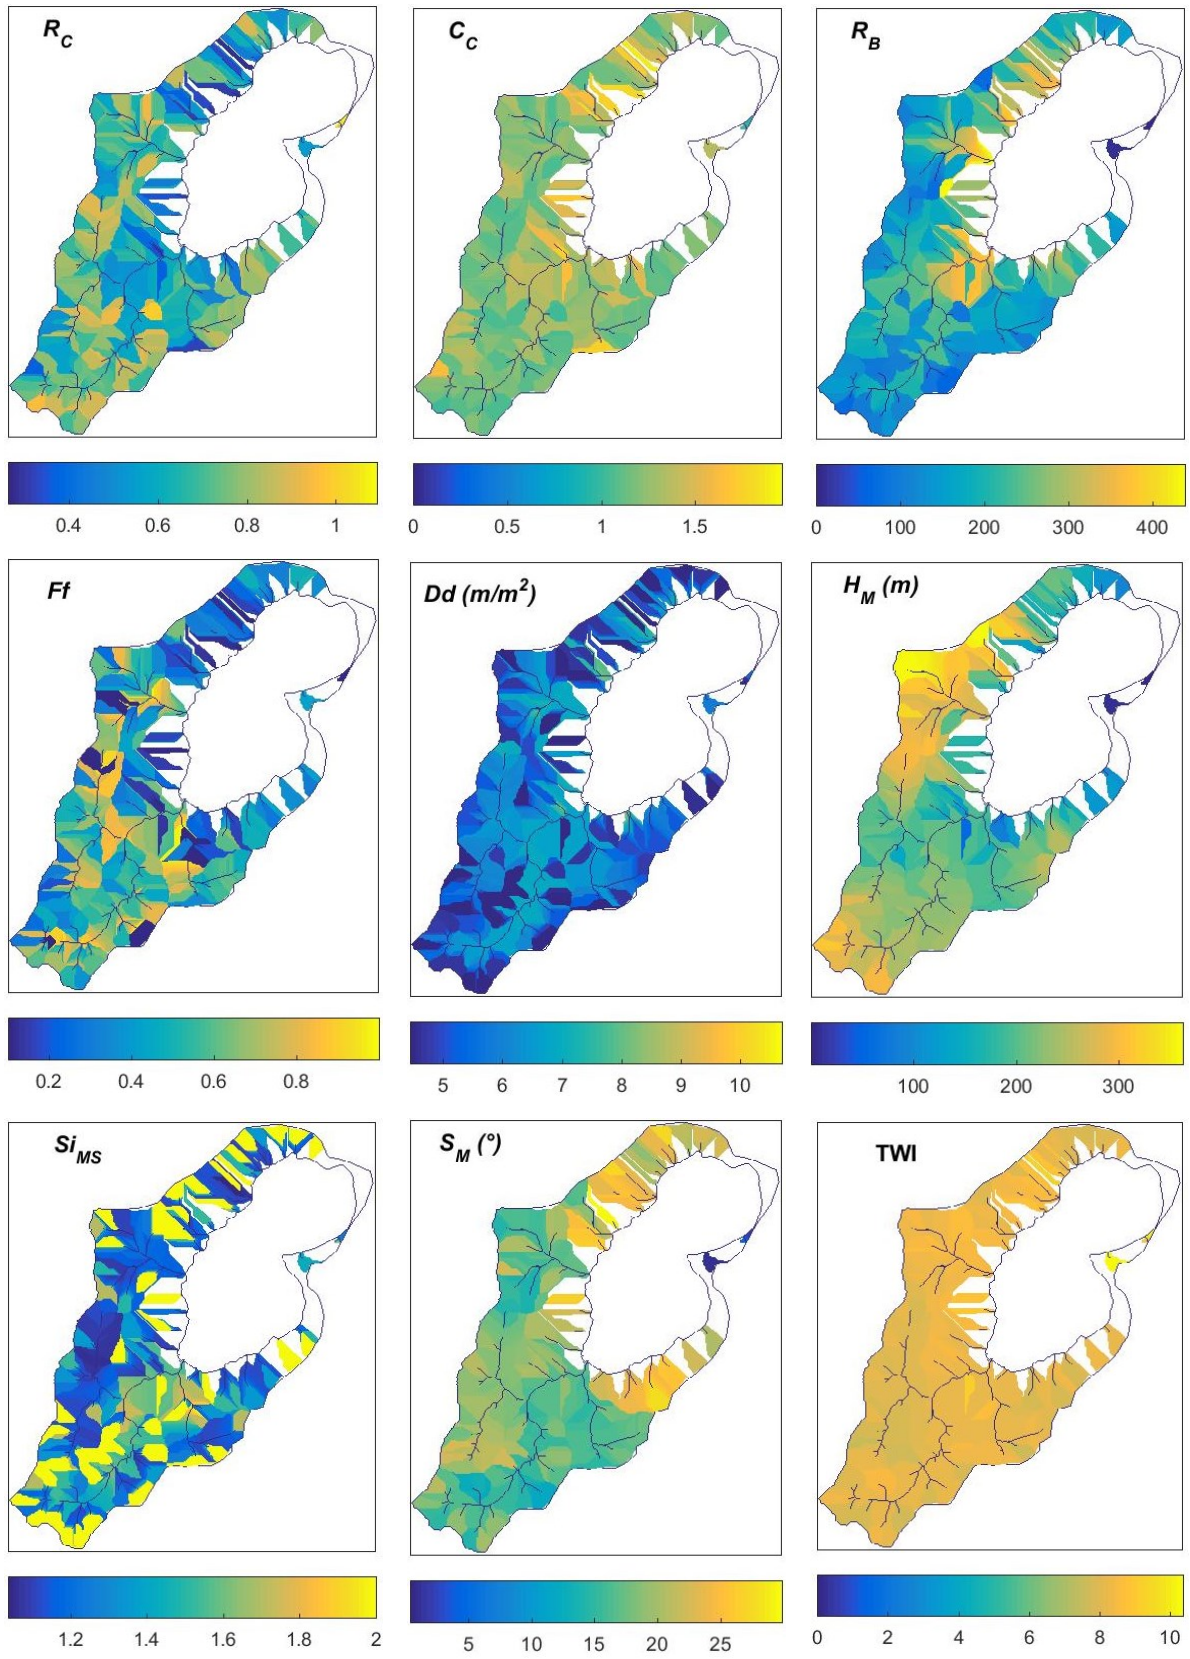 R_C
C_C
R_B
0.4 0.6 0.8 1
0 0.5 1 1.5
0 100 200 300 400
Ff
Dd (m/m²)
H_M (m)
0.2 0.4 0.6 0.8
5 6 7 8 9 10
100 200 300
Si_MS
S_M (°)
TWI
1.2 1.4 1.6 1.8 2
5 10 15 20 25
0 2 4 6 8 10